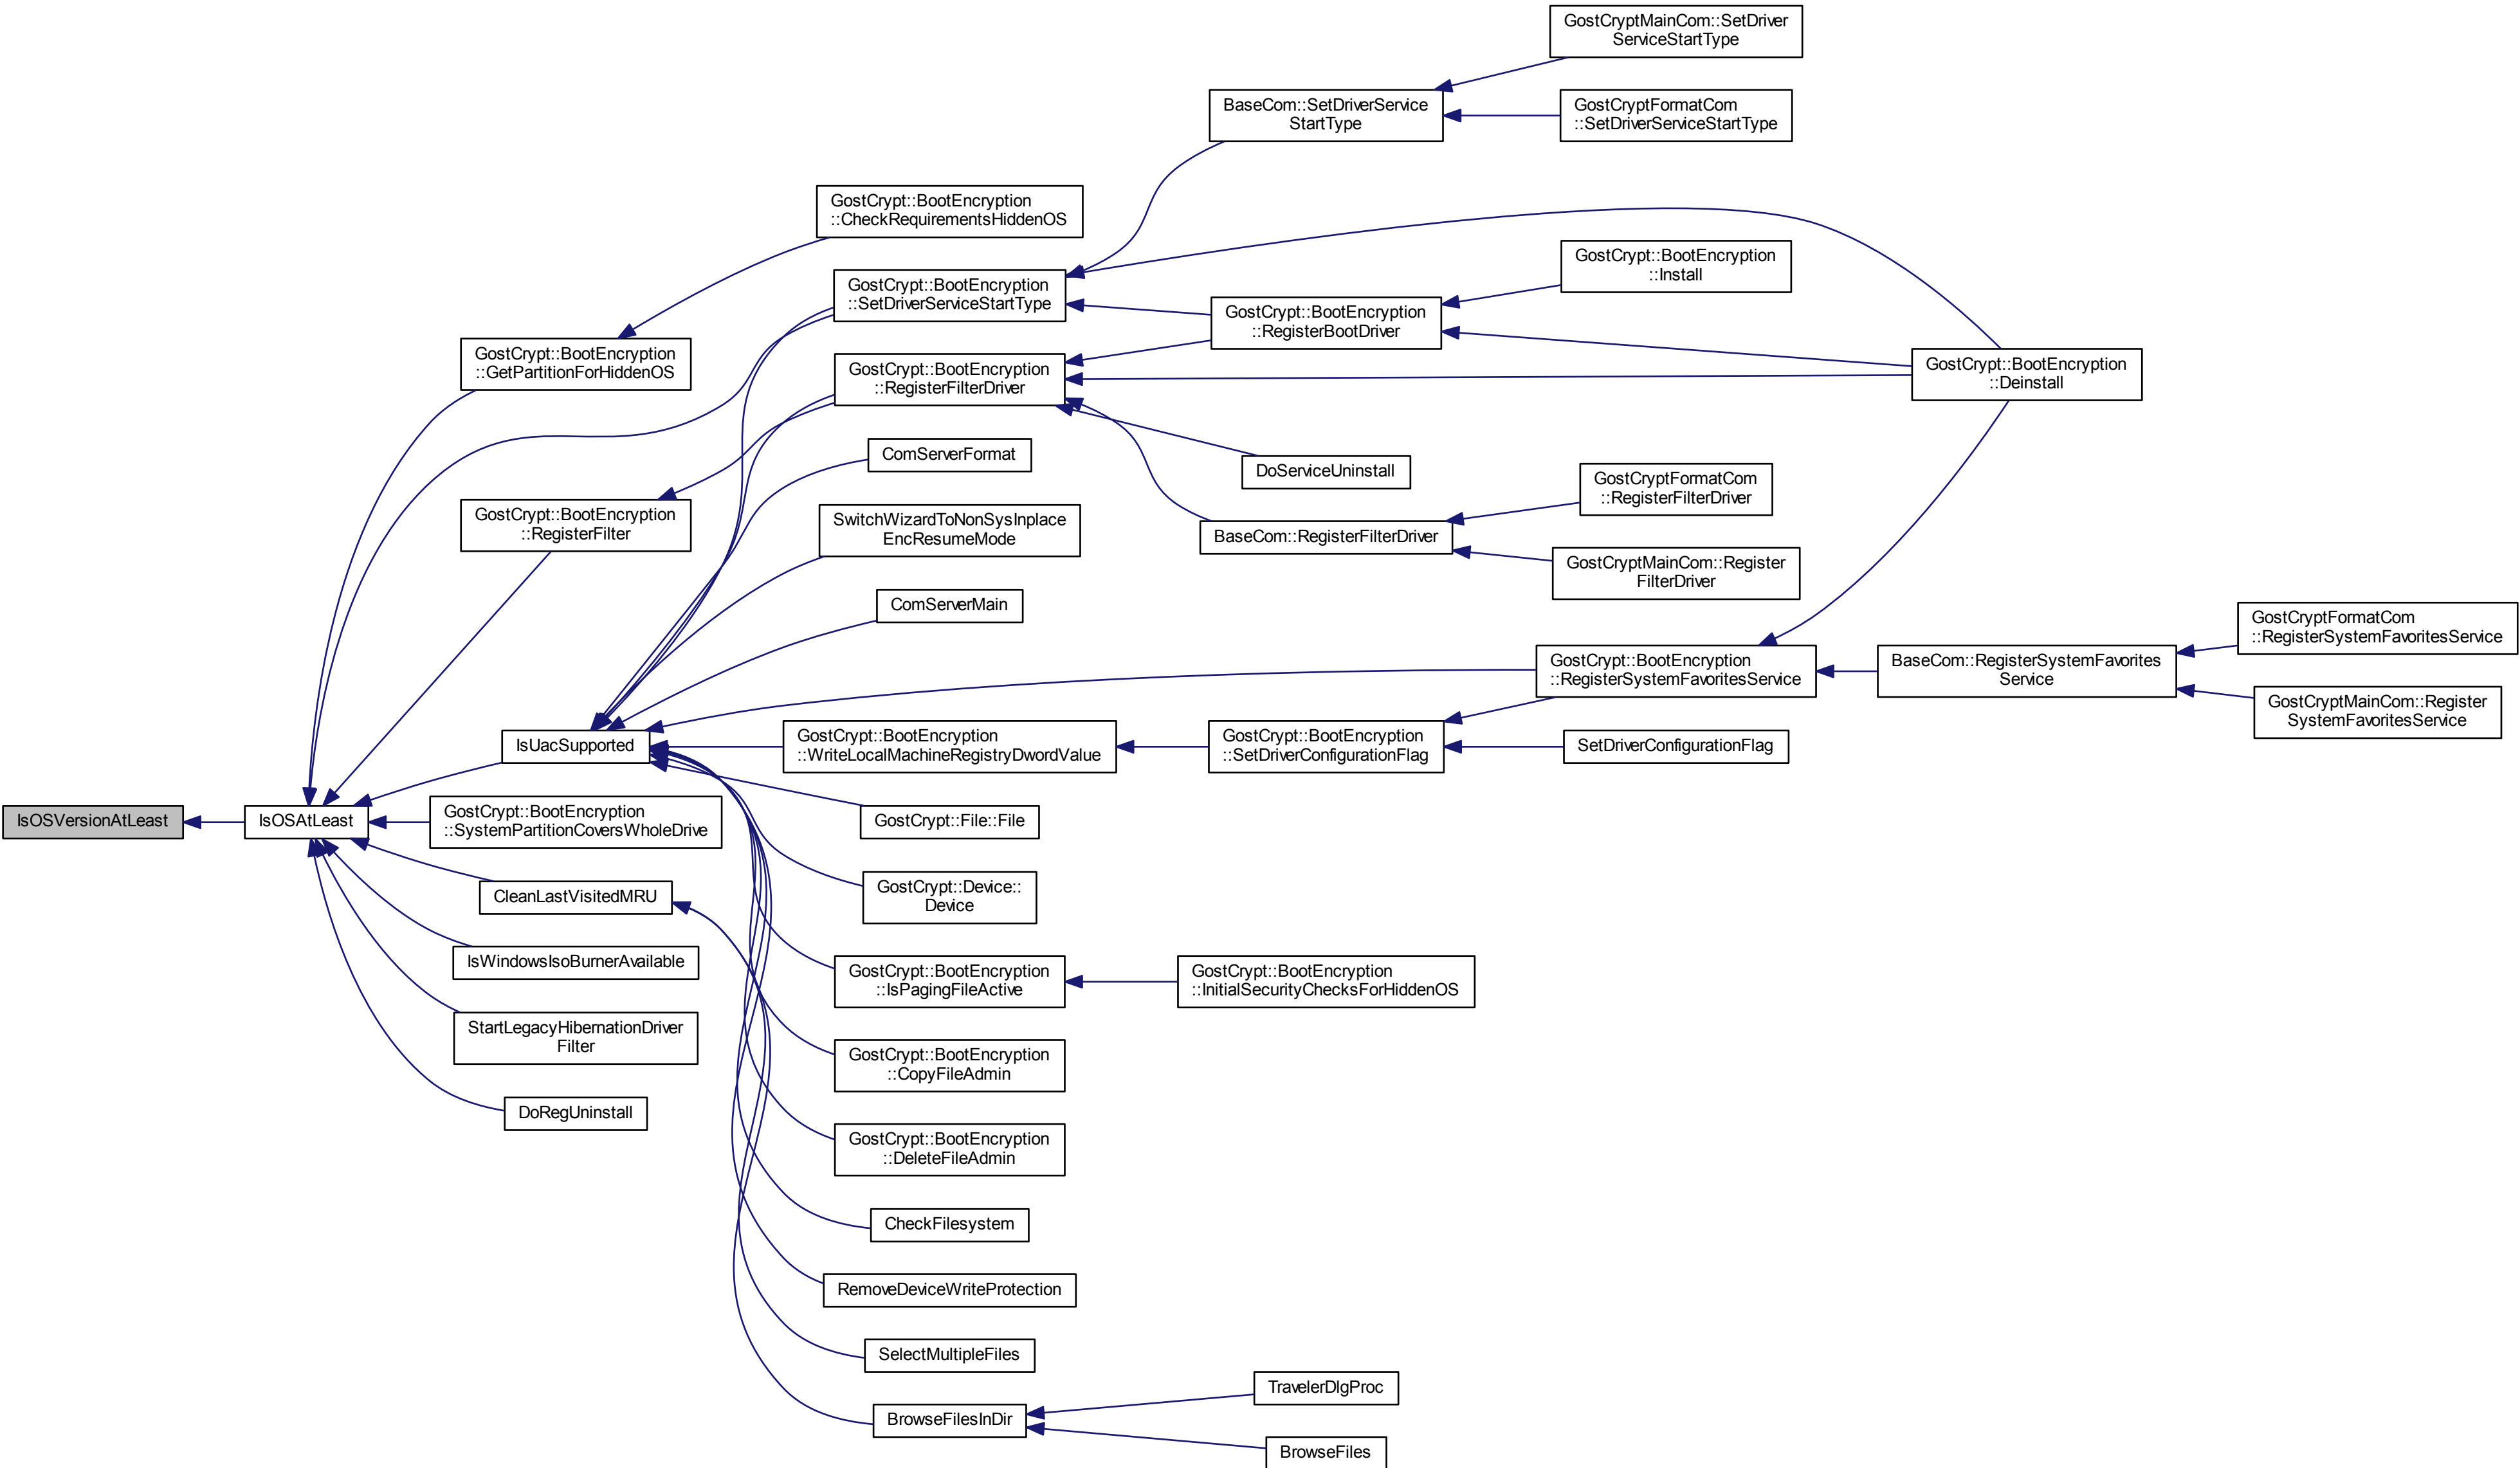 GostCryptMainCom::SetDriver
ServiceStartType
BaseCom::SetDriverService
StartType
GostCryptFormatCom
::SetDriverServiceStartType
GostCrypt::BootEncryption
::CheckRequirementsHiddenOS
GostCrypt::BootEncryption
::SetDriverServiceStartType
GostCrypt::BootEncryption
::Install
GostCrypt::BootEncryption
::RegisterBootDriver
GostCrypt::BootEncryption
::GetPartitionForHiddenOS
GostCrypt::BootEncryption
::RegisterFilterDriver
GostCrypt::BootEncryption
::Deinstall
ComServerFormat
DoServiceUninstall
GostCryptFormatCom
::RegisterFilterDriver
GostCrypt::BootEncryption
::RegisterFilter
SwitchWizardToNonSysInplace
EncResumeMode
BaseCom::RegisterFilterDriver
GostCryptMainCom::Register
FilterDriver
ComServerMain
GostCryptFormatCom
::RegisterSystemFavoritesService
GostCrypt::BootEncryption
::RegisterSystemFavoritesService
BaseCom::RegisterSystemFavorites
Service
GostCryptMainCom::Register
SystemFavoritesService
IsUacSupported
GostCrypt::BootEncryption
::WriteLocalMachineRegistryDwordValue
GostCrypt::BootEncryption
::SetDriverConfigurationFlag
SetDriverConfigurationFlag
IsOSVersionAtLeast
IsOSAtLeast
GostCrypt::BootEncryption
::SystemPartitionCoversWholeDrive
GostCrypt::File::File
CleanLastVisitedMRU
GostCrypt::Device::
Device
IsWindowsIsoBurnerAvailable
GostCrypt::BootEncryption
::IsPagingFileActive
GostCrypt::BootEncryption
::InitialSecurityChecksForHiddenOS
StartLegacyHibernationDriver
Filter
GostCrypt::BootEncryption
::CopyFileAdmin
DoRegUninstall
GostCrypt::BootEncryption
::DeleteFileAdmin
CheckFilesystem
RemoveDeviceWriteProtection
SelectMultipleFiles
TravelerDlgProc
BrowseFilesInDir
BrowseFiles